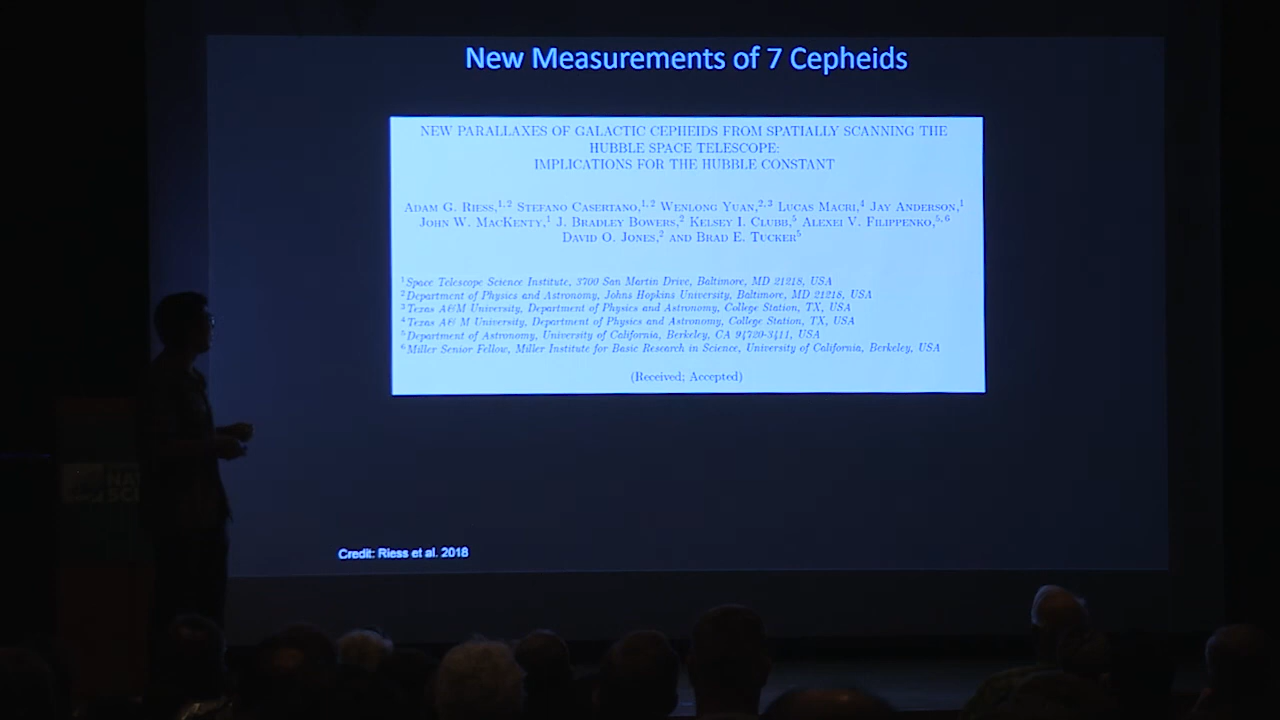 New Measurements of 7 Cepheids
NEW PARALLAXES OF GALACTIC CEPHEIDS FROM SPATIALLY SCANNING THE
HUBBLE SPACE TELESCOPE:
IMPLICATIONS FOR THE HUBBLE CONSTANT
ADAM G. RIESS,1,2 STEFANO CASERTANO,1,2 WENLONG YUAN,2,3 LUCAS MACRI,4 JAY ANDERSON,1
JOHN W. MACKENTY,1 J. BRADLEY BOWERS,2 KELSEY I. CLUBB,5 ALEXEI V. FILIPPENKO,5,6
DAVID O. JONES,2 AND BRAD E. TUCKER5
1Space Telescope Science Institute, 3700 San Martin Drive, Baltimore, MD 21218, USA
2Department of Physics and Astronomy, Johns Hopkins University, Baltimore, MD 21218, USA
3Texas A&M University, Department of Physics and Astronomy, College Station, TX, USA
4Texas A& M University, Department of Physics and Astronomy, College Station, TX, USA
5Department of Astronomy, University of California, Berkeley, CA 94720-3411, USA
6Miller Senior Fellow, Miller Institute for Basic Research in Science, University of California, Berkeley, USA
(Received; Accepted)
Credit: Riess et al. 2018